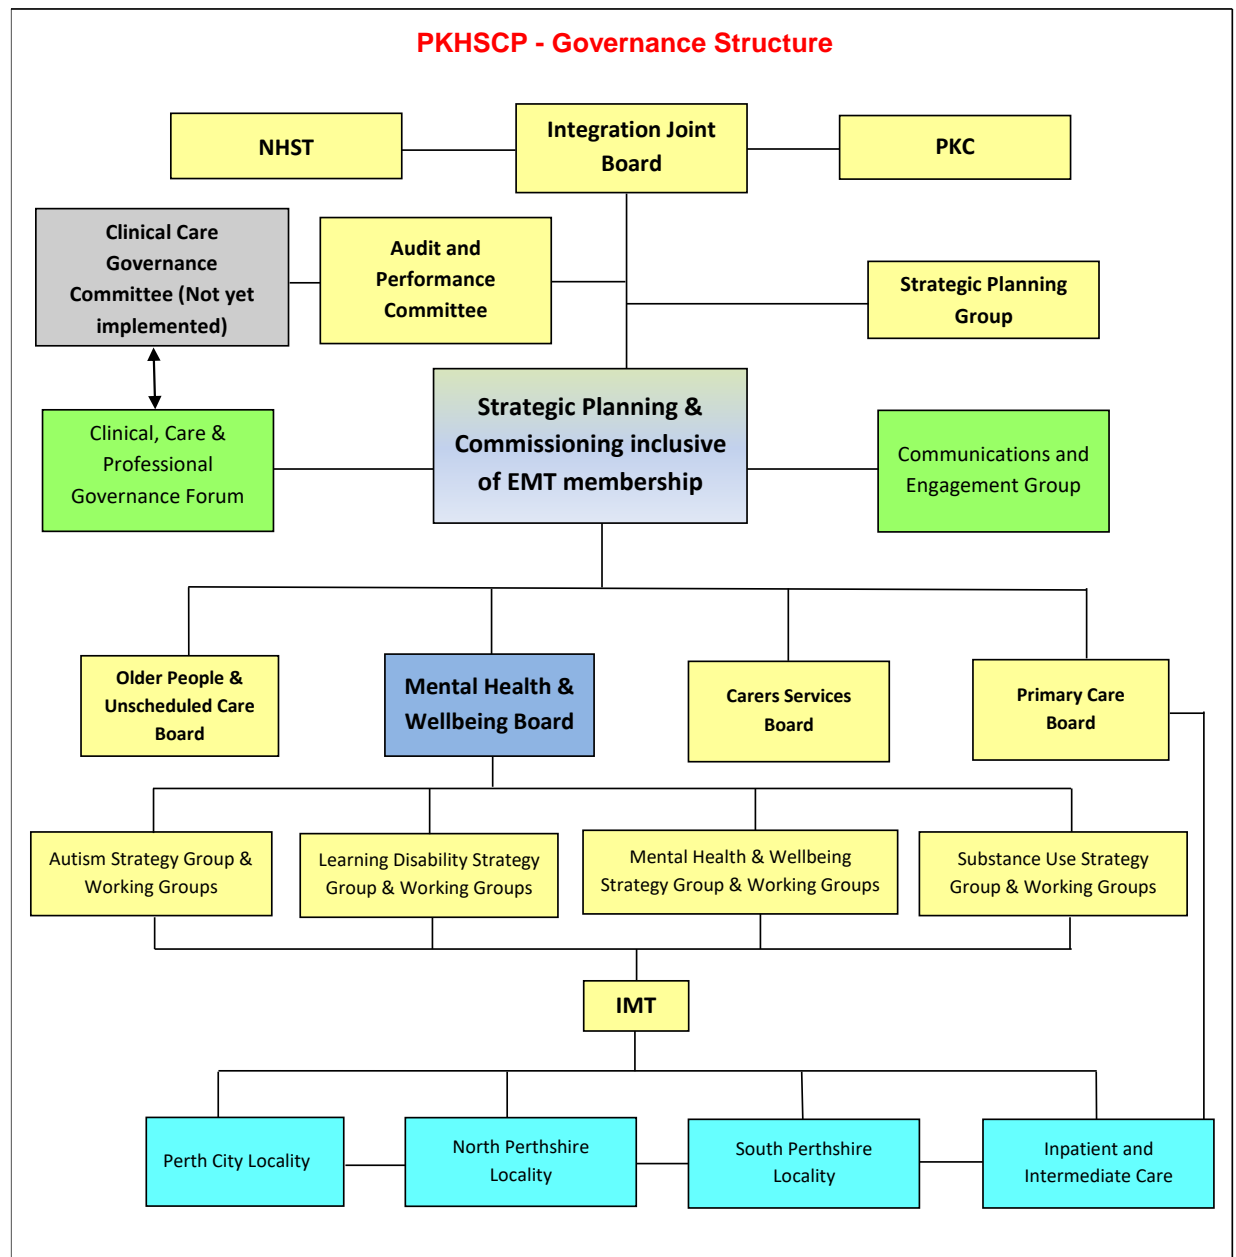 PKHSCP - Governance Structure
NHST
Integration Joint
Board
PKC
Clinical Care
Governance
Committee (Not yet
implemented)
Audit and
Performance
Committee
Strategic Planning
Group
Clinical, Care &
Professional
Governance Forum
Strategic Planning &
Commissioning inclusive
of EMT membership
Communications and
Engagement Group
Older People &
Unscheduled Care
Board
Mental Health &
Wellbeing Board
Carers Services
Board
Primary Care
Board
Autism Strategy Group &
Working Groups
Learning Disability Strategy
Group & Working Groups
Mental Health & Wellbeing
Strategy Group & Working Groups
Substance Use Strategy
Group & Working Groups
IMT
Perth City Locality
North Perthshire
Locality
South Perthshire
Locality
Inpatient and
Intermediate Care